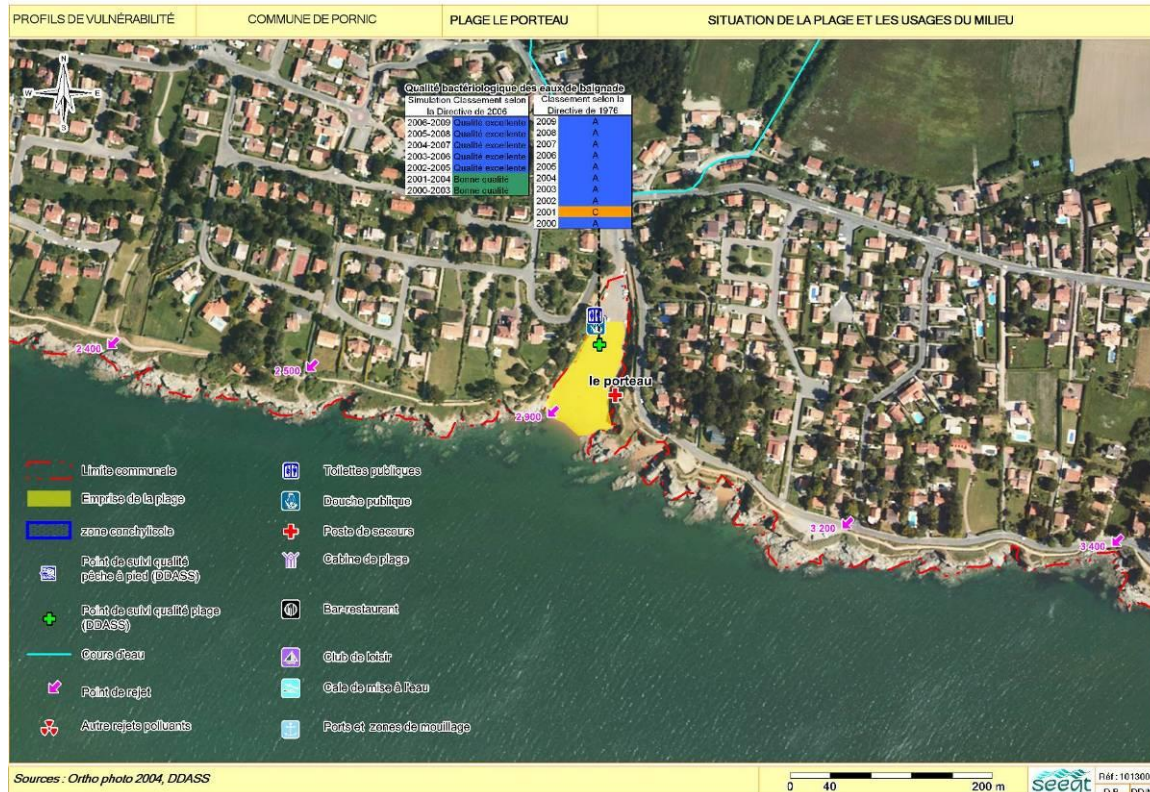 PROFILS DE VULNÉRABILITÉ
COMMUNE DE PORNIC
PLAGE LE PORTEAU
SITUATION DE LA PLAGE ET LES USAGES DU MILIEU
N
W E
S
Qualité bactériologique des eaux de baignade
Simulation Classement selon
la Directive de 2006
2006-2009 Qualité excellente
2005-2008 Qualité excellente
2004-2007 Qualité excellente
2003-2006 Qualité excellente
2002-2005 Qualité excellente
2001-2004 Bonne qualité
2000-2003 Bonne qualité
Classement selon la
Directive de 1976
2009 A
2008 A
2007 A
2006 A
2005 A
2004 A
2003 A
2002 A
2001 C
2000 A
2 400
2 500
le porteau
2 900
3 200
3 400
Limite communale
Emprise de la plage
zone conchylicole
Point de suivi qualité
pêche à pied (DDASS)
Point de suivi qualité plage
(DDASS)
Cours d'eau
Point de rejet
Autre rejets polluants
Toilettes publiques
Douche publique
Poste de secours
Cabine de plage
Bar-restaurant
Club de loisir
Cale de mise à l'eau
Ports et zones de mouillage
Sources : Ortho photo 2004, DDASS
0 40 200 m
seeat
Réf : 101300